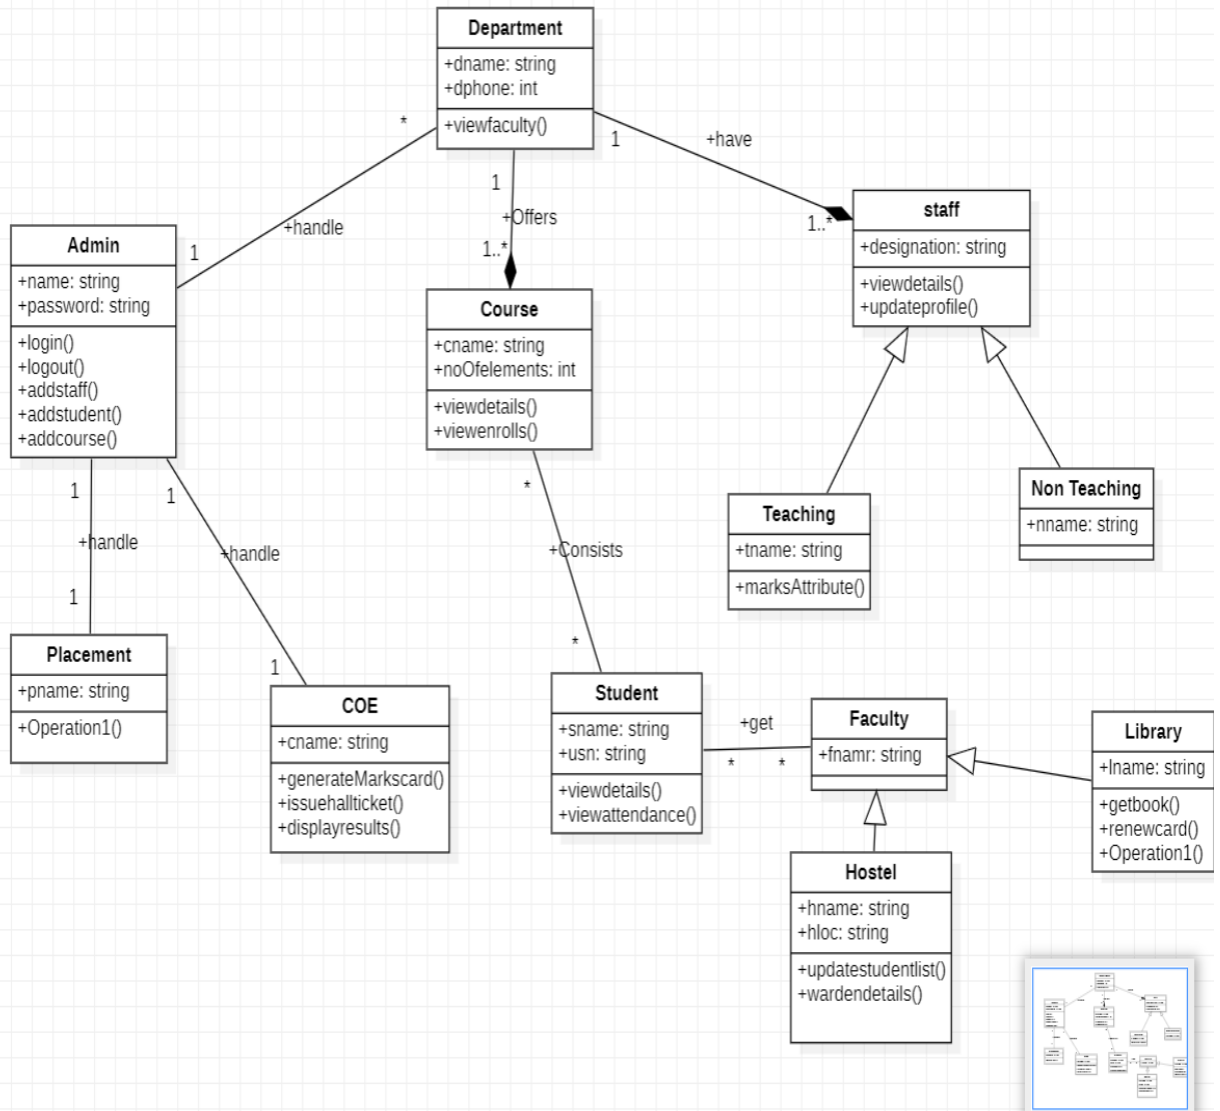 Department
+dname: string
+dphone: int
+viewfaculty()
*
1
+have
1
+Offers
1..*
1..*
staff
+designation: string
+viewdetails()
+updateprofile()
+handle
1
Admin
+name: string
+password: string
+login()
+logout()
+addstaff()
+addstudent()
+addcourse()
Course
+cname: string
+noOfelements: int
+viewdetails()
+viewenrolls()
1
1
*
+handle
+handle
+Consists
1
1
*
Teaching
+tname: string
+marksAttribute()
Non Teaching
+nname: string
Placement
+pname: string
+Operation1()
COE
+cname: string
+generateMarkscard()
+issuehallticket()
+displayresults()
Student
+sname: string
+usn: string
+viewdetails()
+viewattendance()
+get
*
*
Faculty
+fnamr: string
Library
+lname: string
+getbook()
+renewcard()
+Operation1()
Hostel
+hname: string
+hloc: string
+updatestudentlist()
+wardendetails()